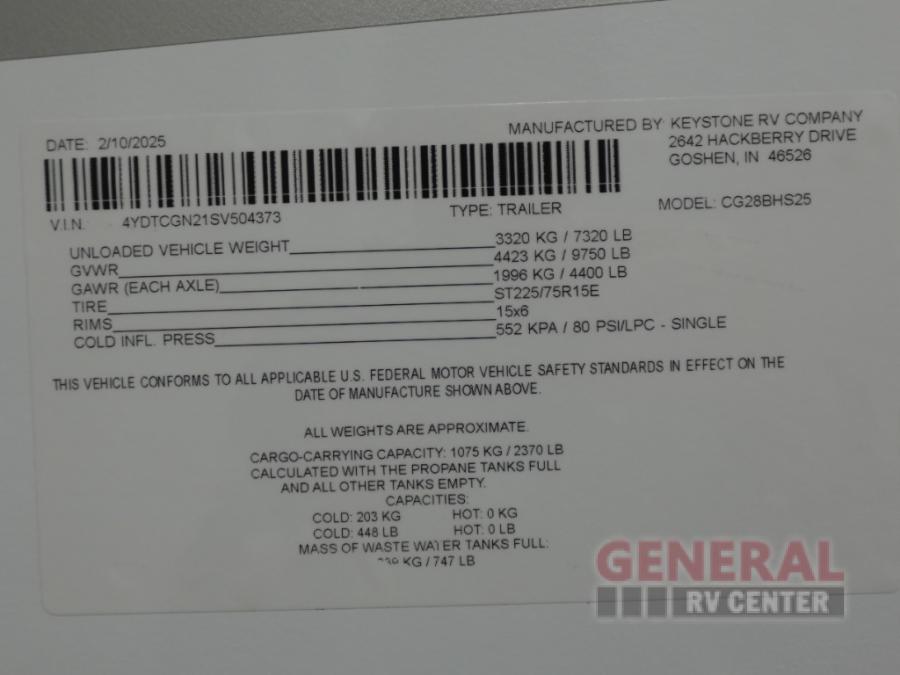 DATE: 2/10/2025
MANUFACTURED BY: KEYSTONE RV COMPANY
2642 HACKBERRY DRIVE
GOSHEN, IN 46526
V.I.N. 4YDTCGN21SV504373
TYPE: TRAILER
MODEL: CG28BHS25
UNLOADED VEHICLE WEIGHT 3320 KG / 7320 LB
GVWR 4423 KG / 9750 LB
GAWR (EACH AXLE) 1996 KG / 4400 LB
TIRE ST225/75R15E
RIMS 15x6
COLD INFL. PRESS 552 KPA / 80 PSI/LPC - SINGLE
THIS VEHICLE CONFORMS TO ALL APPLICABLE U.S. FEDERAL MOTOR VEHICLE SAFETY STANDARDS IN EFFECT ON THE
DATE OF MANUFACTURE SHOWN ABOVE.
ALL WEIGHTS ARE APPROXIMATE.
CARGO-CARRYING CAPACITY: 1075 KG / 2370 LB
CALCULATED WITH THE PROPANE TANKS FULL
AND ALL OTHER TANKS EMPTY.
CAPACITIES:
COLD: 203 KG HOT: 0 KG
COLD: 448 LB HOT: 0 LB
MASS OF WASTE WATER TANKS FULL:
KG / 747 LB
GENERAL
RV CENTER